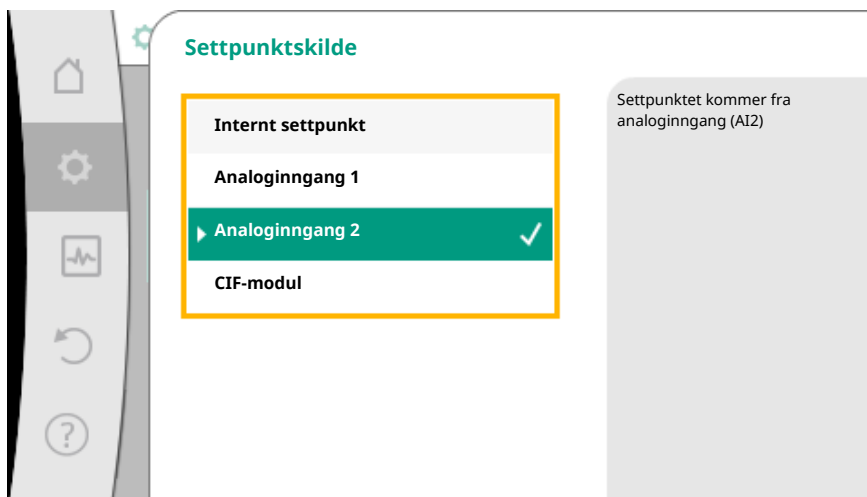 Settpunktskilde
Internt settpunkt
Analoginngang 1
Analoginngang 2
CIF-modul
Settpunktet kommer fra
analoginngang (AI2)
?